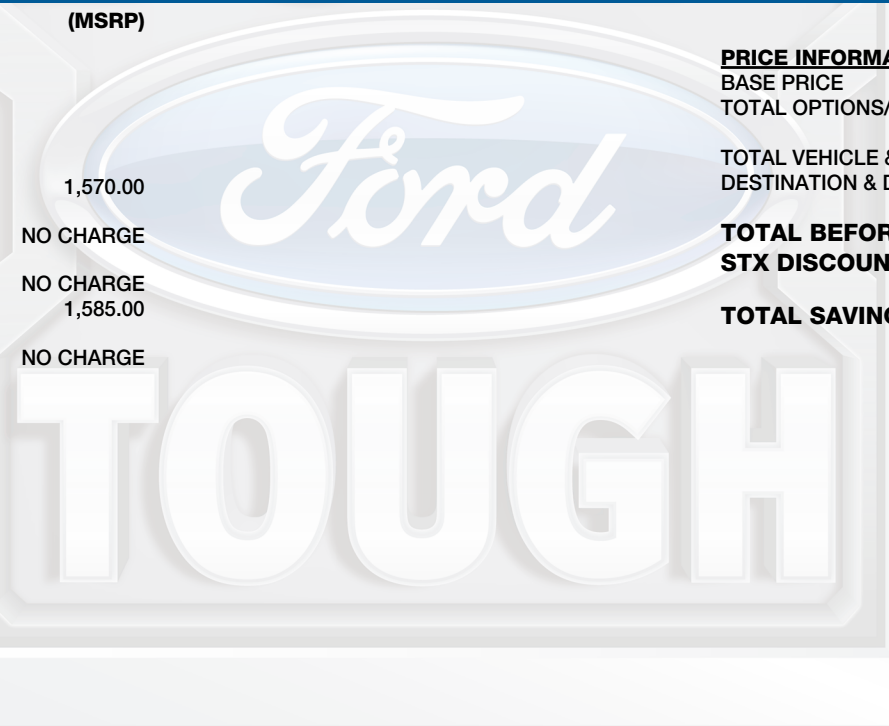 (MSRP)
1,570.00
NO CHARGE
NO CHARGE
1,585.00
NO CHARGE
PRICE INFORMA
BASE PRICE
TOTAL OPTIONS/
TOTAL VEHICLE &
DESTINATION & D
TOTAL BEFOR
STX DISCOUN
TOTAL SAVING
Ford
TOUGH